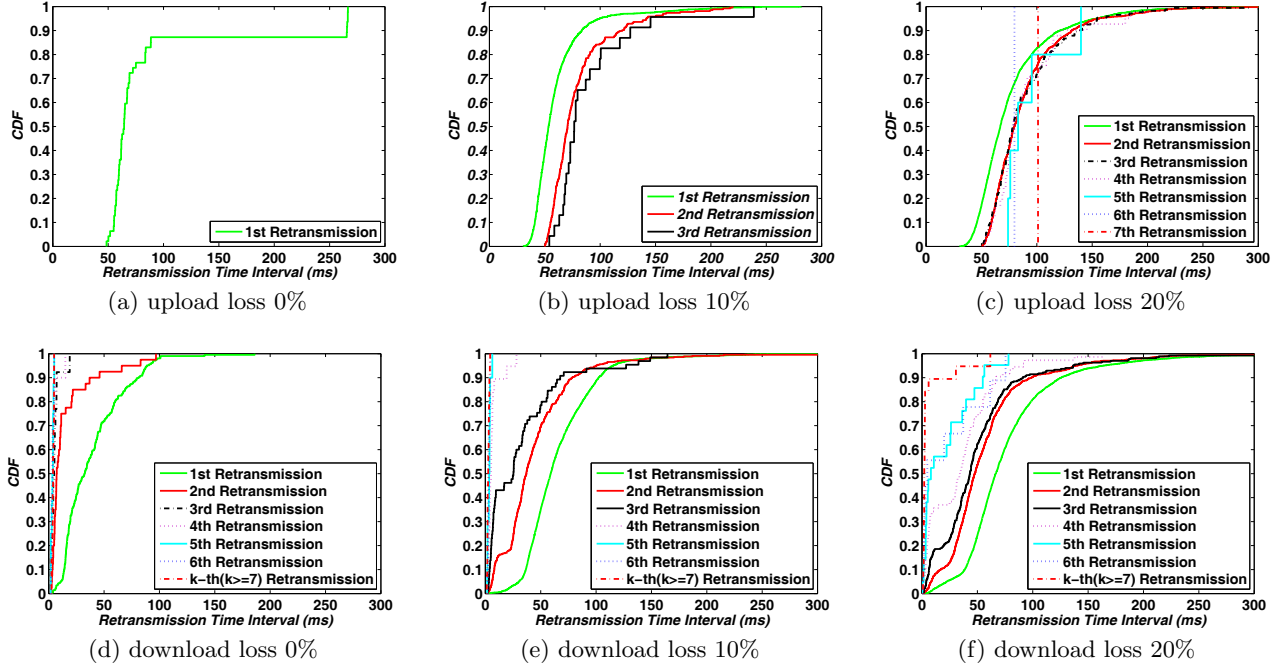 1
0.9
0.8
0.7
0.6
0.5
0.4
0.3
0.2
0.1
0
CDF
0 50 100 150 200 250 300
Retransmission Time Interval (ms)
1st Retransmission
(a) upload loss 0%
1
0.9
0.8
0.7
0.6
0.5
0.4
0.3
0.2
0.1
0
CDF
0 50 100 150 200 250 300
Retransmission Time Interval (ms)
1st Retransmission
2nd Retransmission
3rd Retransmission
(b) upload loss 10%
1
0.9
0.8
0.7
0.6
0.5
0.4
0.3
0.2
0.1
0
CDF
0 50 100 150 200 250 300
Retransmission Time Interval (ms)
1st Retransmission
2nd Retransmission
3rd Retransmission
4th Retransmission
5th Retransmission
6th Retransmission
7th Retransmission
(c) upload loss 20%
1
0.9
0.8
0.7
0.6
0.5
0.4
0.3
0.2
0.1
0
CDF
0 50 100 150 200 250 300
Retransmission Time Interval (ms)
1st Retransmission
2nd Retransmission
3rd Retransmission
4th Retransmission
5th Retransmission
6th Retransmission
k-th(k>=7) Retransmission
(d) download loss 0%
1
0.9
0.8
0.7
0.6
0.5
0.4
0.3
0.2
0.1
0
CDF
0 50 100 150 200 250 300
Retransmission Time Interval (ms)
1st Retransmission
2nd Retransmission
3rd Retransmission
4th Retransmission
5th Retransmission
6th Retransmission
k-th(k>=7) Retransmission
(e) download loss 10%
1
0.9
0.8
0.7
0.6
0.5
0.4
0.3
0.2
0.1
0
CDF
0 50 100 150 200 250 300
Retransmission Time Interval (ms)
1st Retransmission
2nd Retransmission
3rd Retransmission
4th Retransmission
5th Retransmission
6th Retransmission
k-th(k>=7) Retransmission
(f) download loss 20%